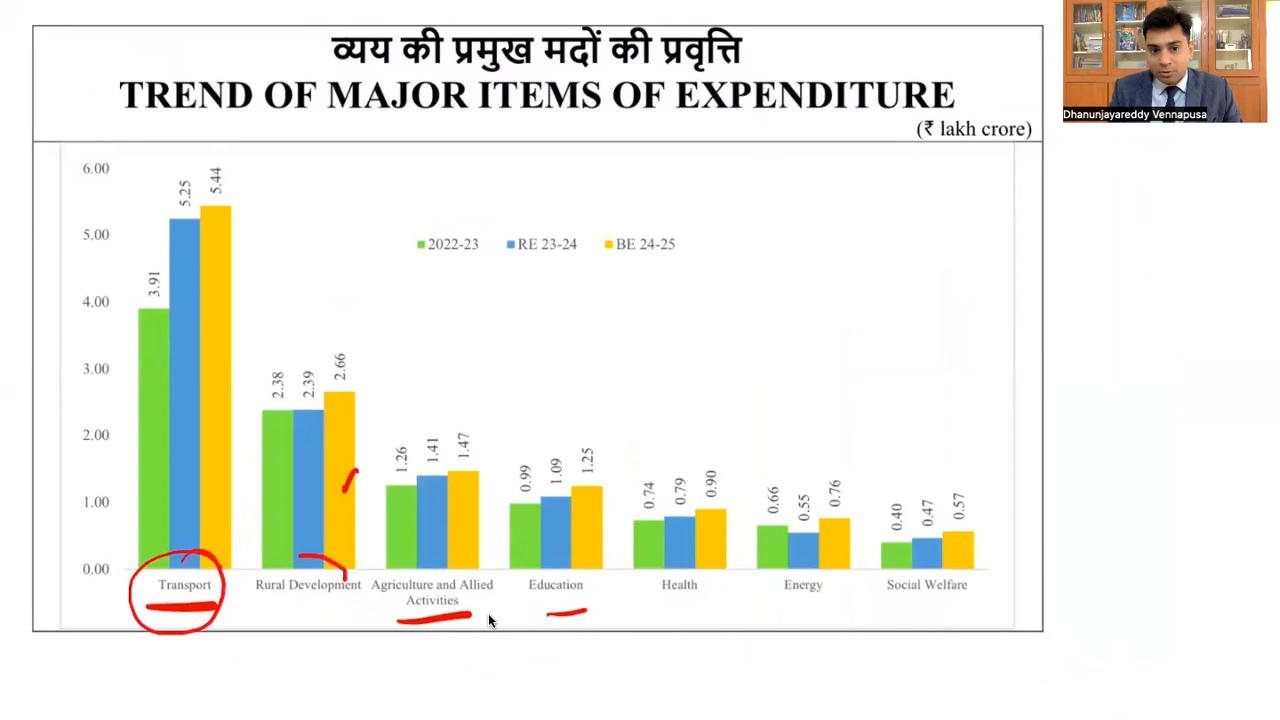 व्यय की प्रमुख मदों की प्रवृत्ति
TREND OF MAJOR ITEMS OF EXPENDITURE
(₹ lakh crore)
Dhanunjayareddy Vennapusa
2022-23 RE 23-24 BE 24-25
6.00
5.00
4.00
3.00
2.00
1.00
0.00
3.91 5.25 5.44
2.38 2.39 2.66
1.26 1.41 1.47
0.99 1.09 1.25
0.74 0.79 0.90
0.66 0.55 0.76
0.40 0.47 0.57
Transport
Rural Development
Agriculture and Allied
Activities
Education
Health
Energy
Social Welfare